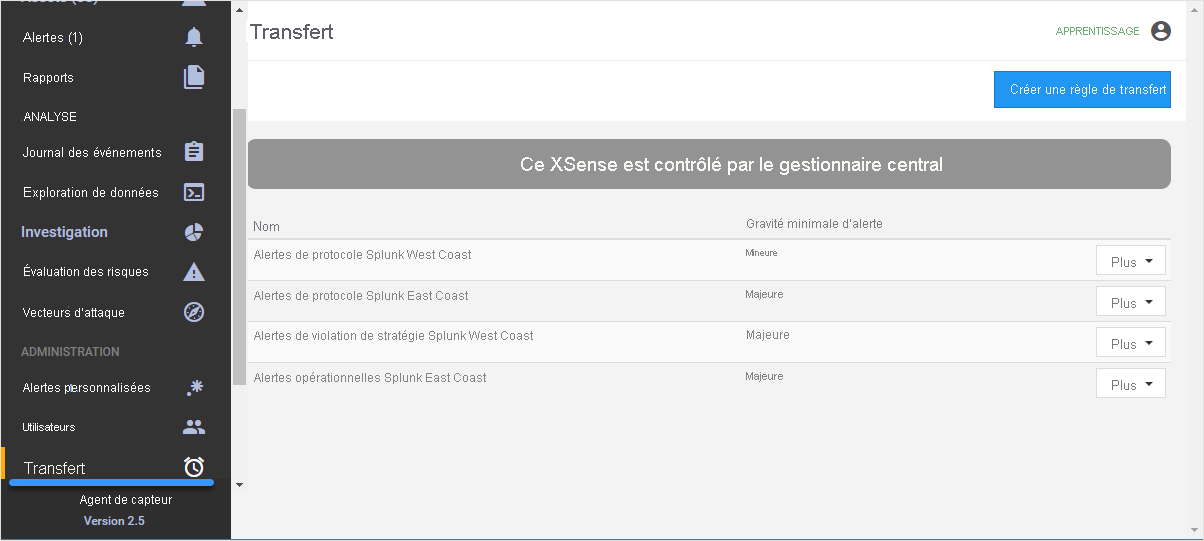 Alertes (1)
Rapports
ANALYSE
Journal des événements
Exploration de données
Investigation
Évaluation des risques
Vecteurs d'attaque
ADMINISTRATION
Alertes personnalisées
Utilisateurs
Transfert
Agent de capteur
Version 2.5
Transfert
APPRENTISSAGE
Créer une règle de transfert
Ce XSense est contrôlé par le gestionnaire central
Nom Gravité minimale d'alerte
Alertes de protocole Splunk West Coast Mineure Plus
Alertes de protocole Splunk East Coast Majeure Plus
Alertes de violation de stratégie Splunk West Coast Majeure Plus
Alertes opérationnelles Splunk East Coast Majeure Plus